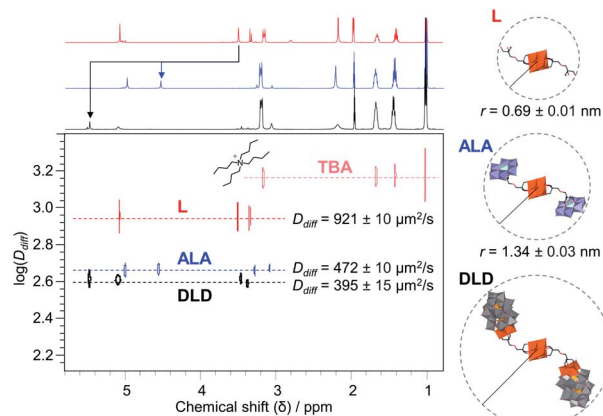 L
r = 0.69 ± 0.01 nm
N
+
TBA
L
D_diff = 921 ± 10 µm²/s
ALA
D_diff = 472 ± 10 µm²/s
DLD
D_diff = 395 ± 15 µm²/s
log(D_diff)
3.2
3.0
2.8
2.6
2.4
2.2
5 4 3 2 1
Chemical shift (δ) / ppm
ALA
r = 1.34 ± 0.03 nm
DLD